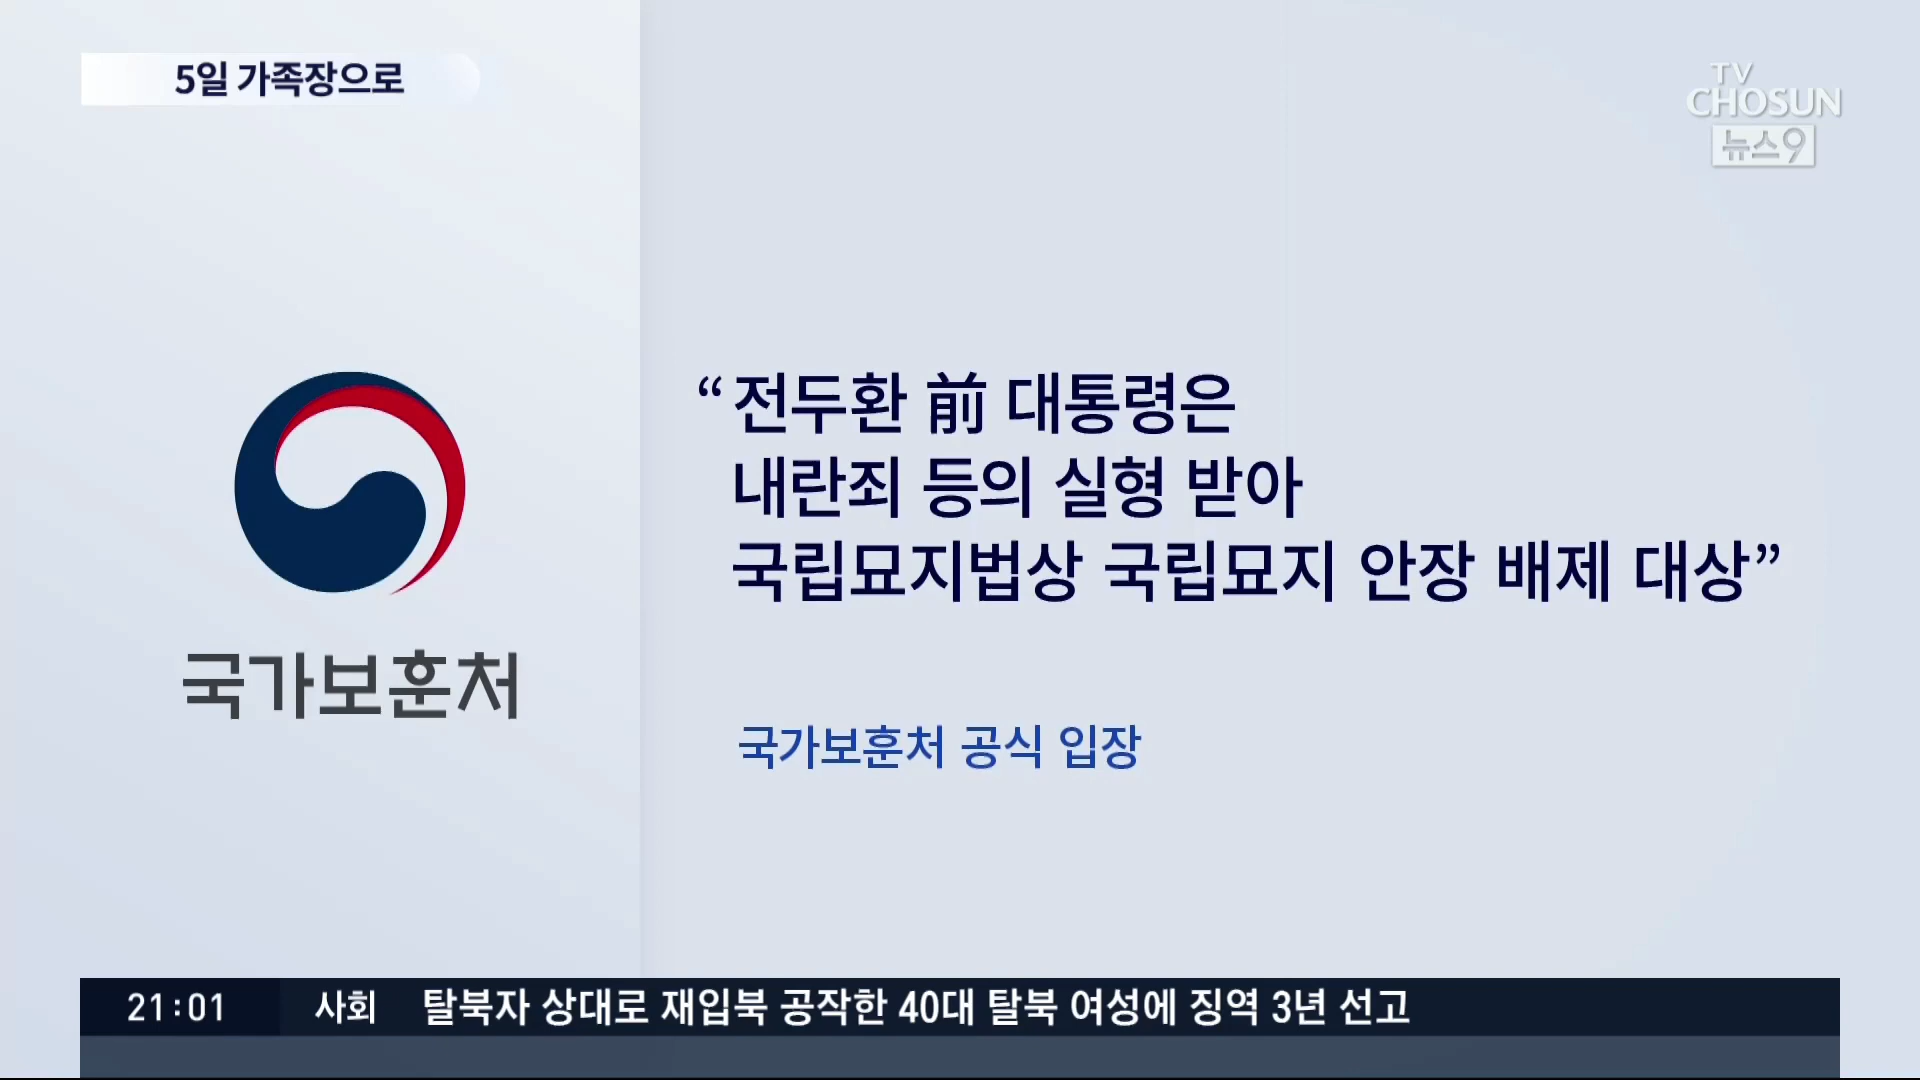 5일 가족장으로
TV
CHOSUN
뉴스9
“전두환 前 대통령은
내란죄 등의 실형 받아
국립묘지법상 국립묘지 안장 배제 대상”
국가보훈처
국가보훈처 공식 입장
21:01 사회 탈북자 상대로 재입북 공작한 40대 탈북 여성에 징역 3년 선고